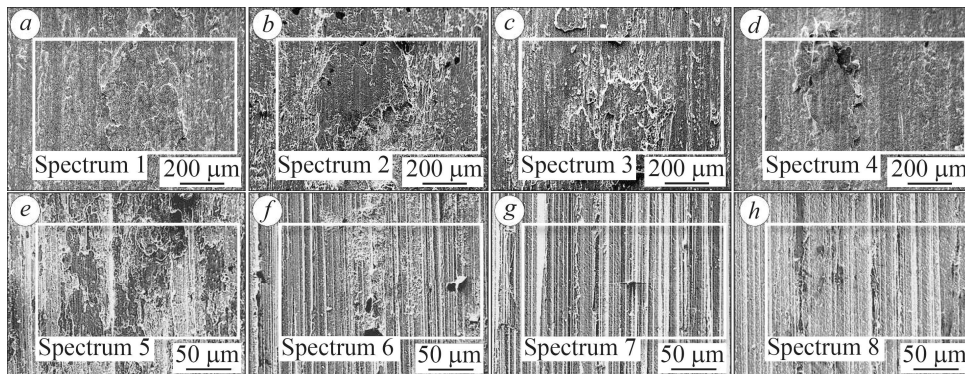 a
b
c
d
Spectrum 1
200 μm
Spectrum 2
200 μm
Spectrum 3
200 μm
Spectrum 4
200 μm
e
f
g
h
Spectrum 5
50 μm
Spectrum 6
50 μm
Spectrum 7
50 μm
Spectrum 8
50 μm